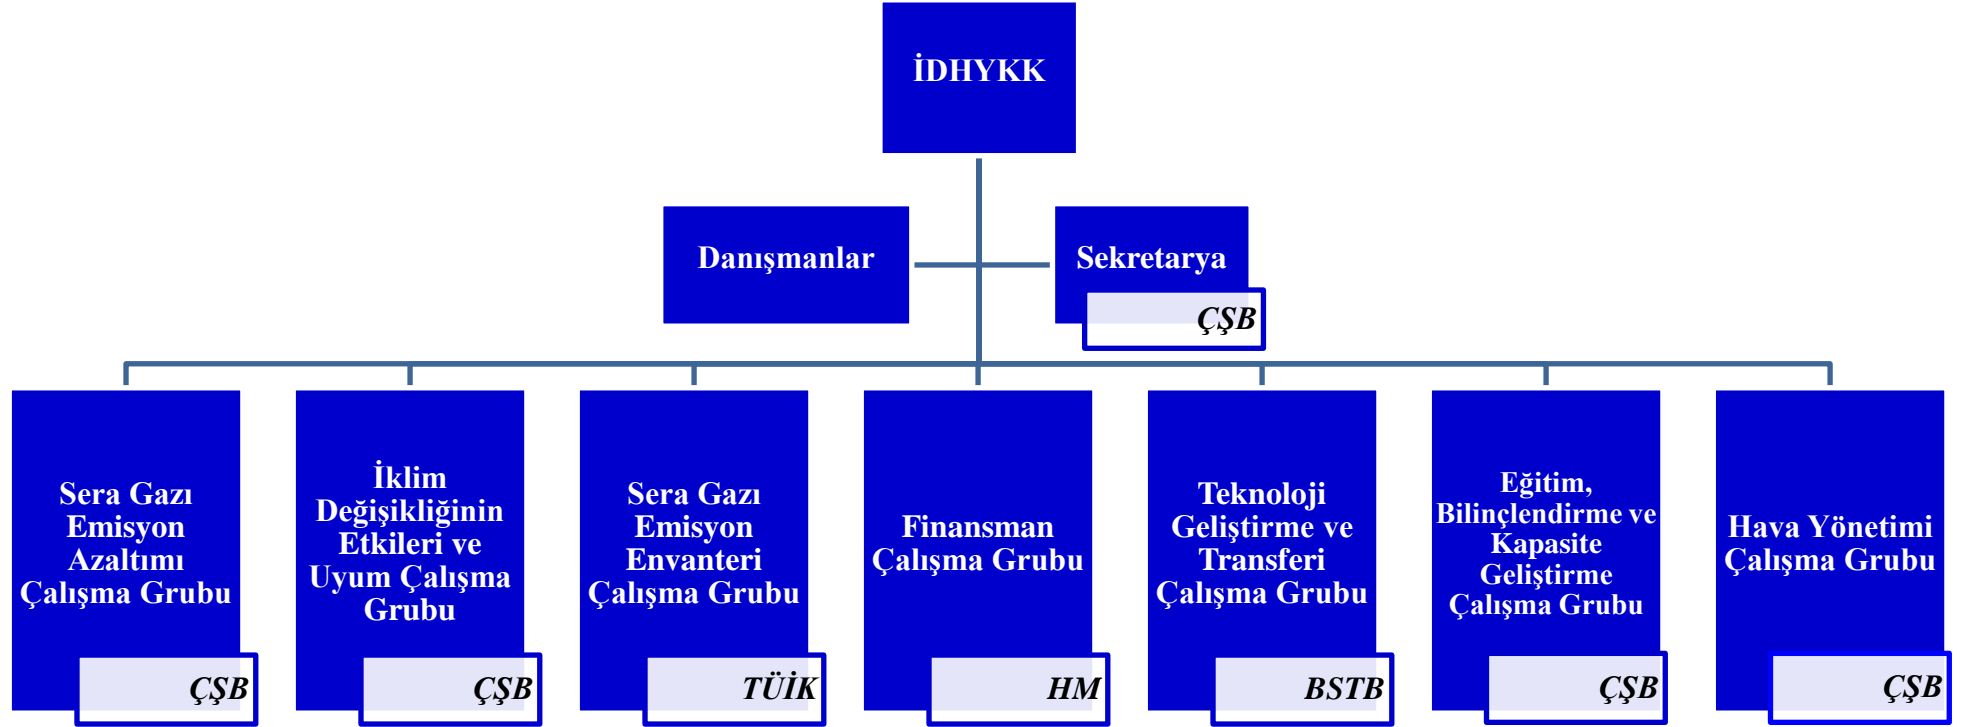 İDHYKK
Danışmanlar
Sekretarya
ÇŞB
Sera Gazı
Emisyon
Azaltımı
Çalışma Grubu
ÇŞB
İklim
Değişikliğinin
Etkileri ve
Uyum Çalışma
Grubu
ÇŞB
Sera Gazı
Emisyon
Envanteri
Çalışma Grubu
TÜİK
Finansman
Çalışma Grubu
HM
Teknoloji
Geliştirme ve
Transferi
Çalışma Grubu
BSTB
Eğitim,
Bilinçlendirme ve
Kapasite
Geliştirme
Çalışma Grubu
ÇŞB
Hava Yönetimi
Çalışma Grubu
ÇŞB